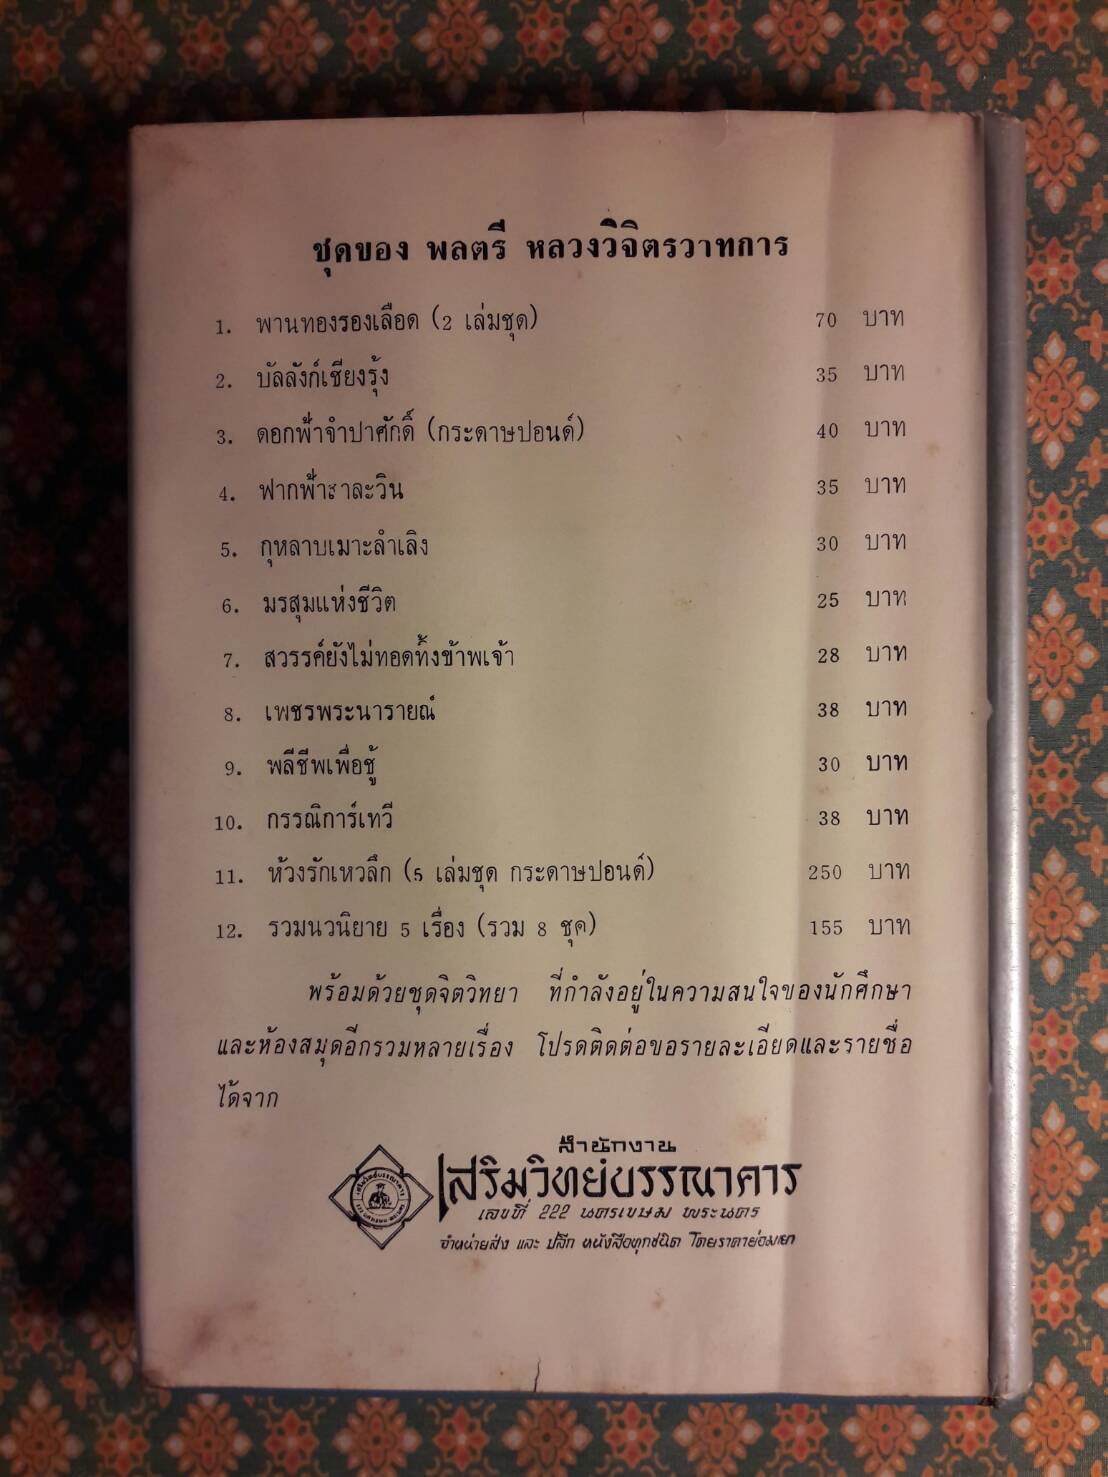 ชุดของ พลตรี หลวงวิจิตรวาทการ
1. พานทองรองเลือด (2 เล่มชุด) 70 บาท
2. บัลลังก์เชียงรุ้ง 35 บาท
3. ดอกฟ้าจำปาศักดิ์ (กระดาษปอนด์) 40 บาท
4. ฟากฟ้าสาละวิน 35 บาท
5. กุหลาบเมาะลำเลิง 30 บาท
6. มรสุมแห่งชีวิต 25 บาท
7. สวรรค์ยังไม่ทอดทิ้งข้าพเจ้า 28 บาท
8. เพชรพระนารายณ์ 38 บาท
9. พลีชีพเพื่อชู้ 30 บาท
10. กรรณิการ์เทวี 38 บาท
11. ห้วงรักเหวลึก (5 เล่มชุด กระดาษปอนด์) 250 บาท
12. รวมนวนิยาย 5 เรื่อง (รวม 8 ชุด) 155 บาท
พร้อมด้วยชุดจิตวิทยา ที่กำลังอยู่ในความสนใจของนักศึกษา
และห้องสมุดอีกรวมหลายเรื่อง โปรดติดต่อขอรายละเอียดและรายชื่อ
ได้จาก
สำนักงาน
เสริมวิทย์บรรณาคาร
เลขที่ 222 นครเขษม พระนคร
จำหน่ายส่ง และ ปลีก หนังสือทุกชนิด โดยราคาย่อมเยา